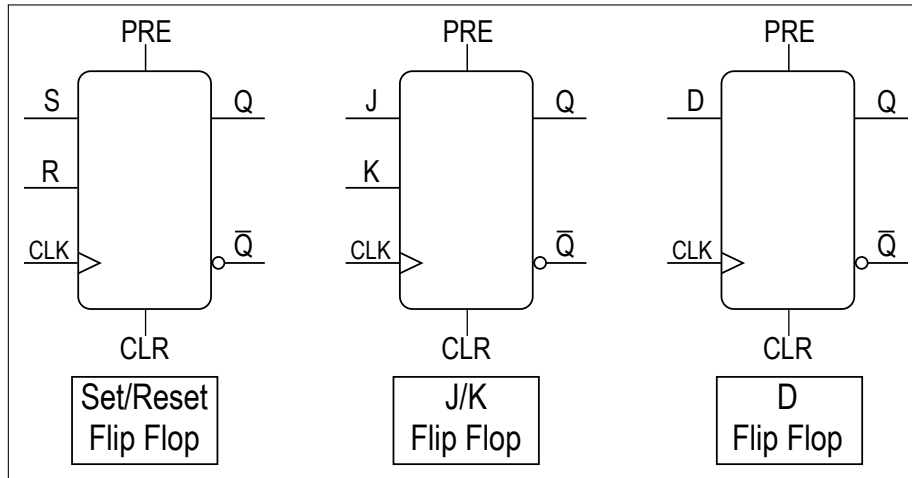 PRE PRE PRE
S Q J Q D Q
R K
CLK Q̅ CLK Q̅ CLK Q̅
CLR CLR CLR
Set/Reset J/K D
Flip Flop Flip Flop Flip Flop